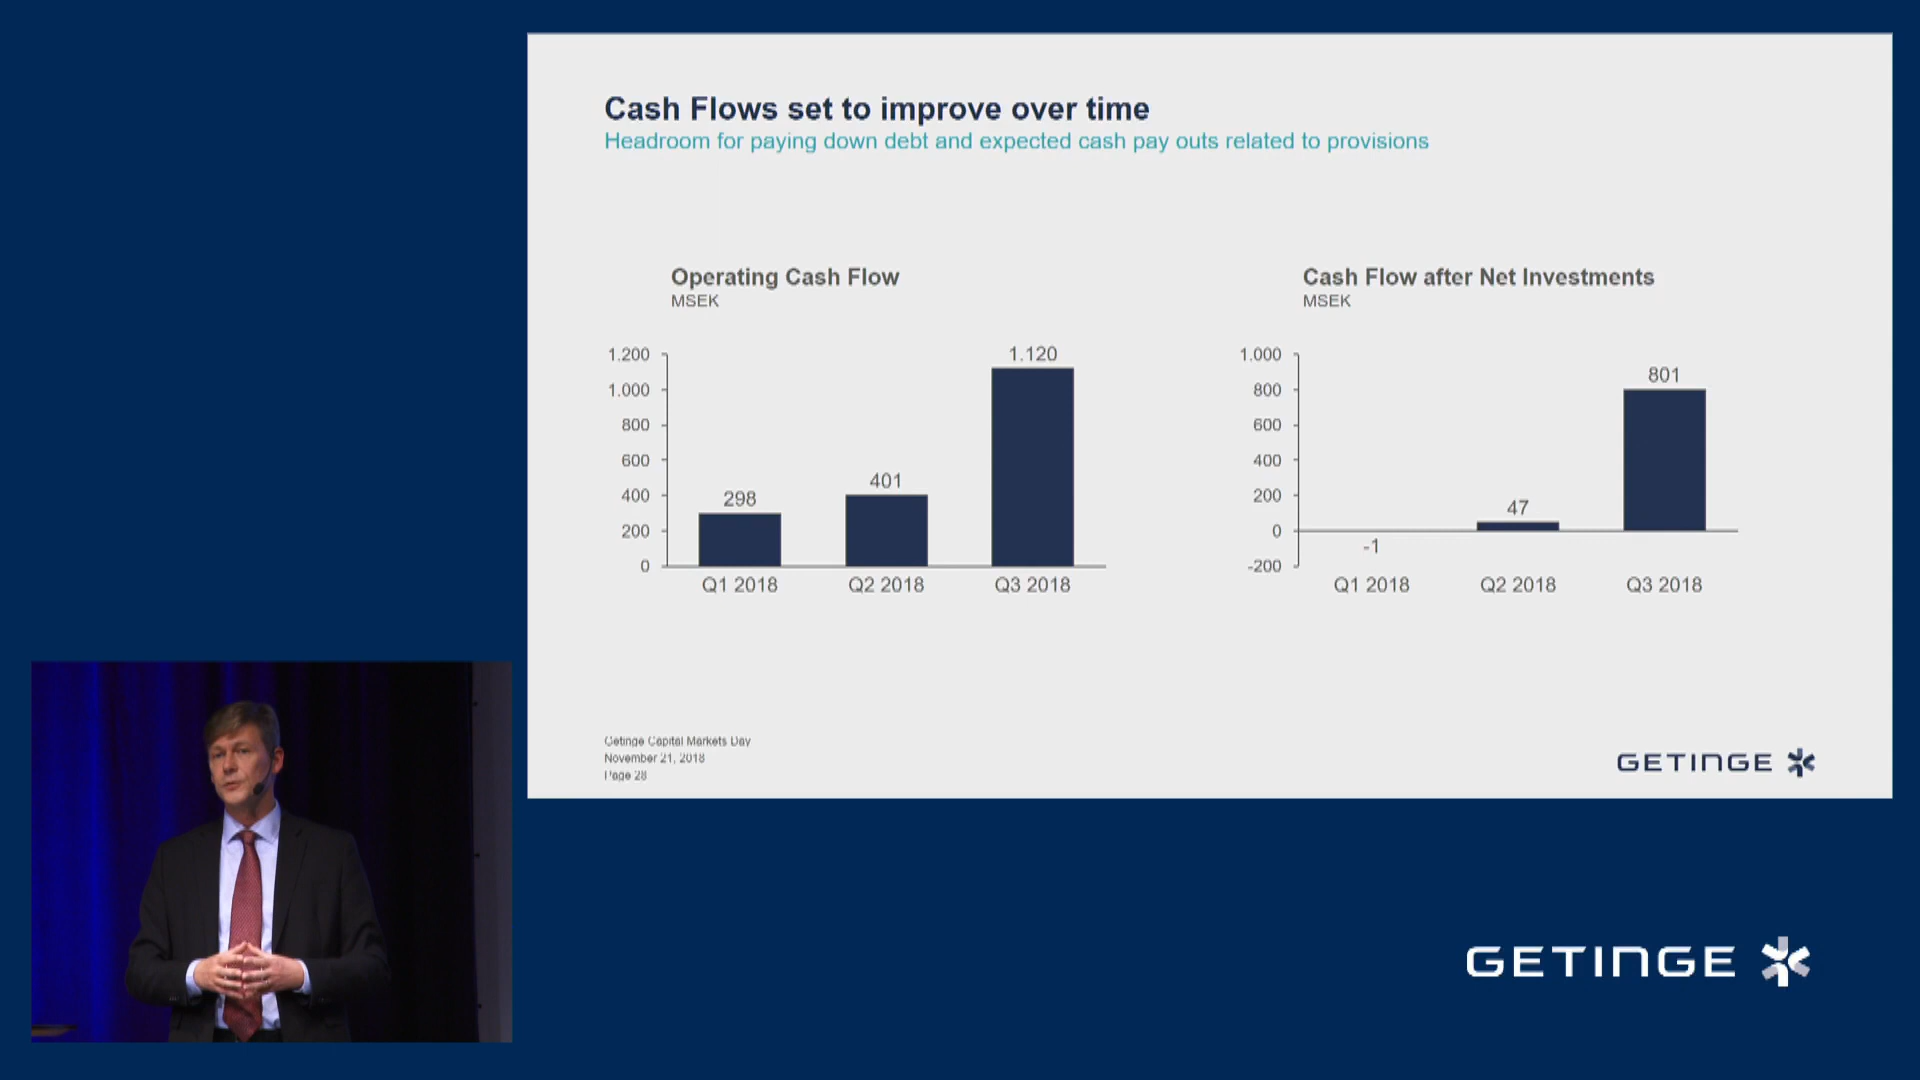 Cash Flows set to improve over time
Headroom for paying down debt and expected cash pay outs related to provisions
Operating Cash Flow
MSEK
1.200
1.000
800
600
400
200
0
298
401
1.120
Q1 2018
Q2 2018
Q3 2018
Cash Flow after Net Investments
MSEK
1.000
800
600
400
200
0
-200
-1
47
801
Q1 2018
Q2 2018
Q3 2018
Getinge Capital Markets Day
November 21, 2018
Page 28
GETINGE
GETINGE